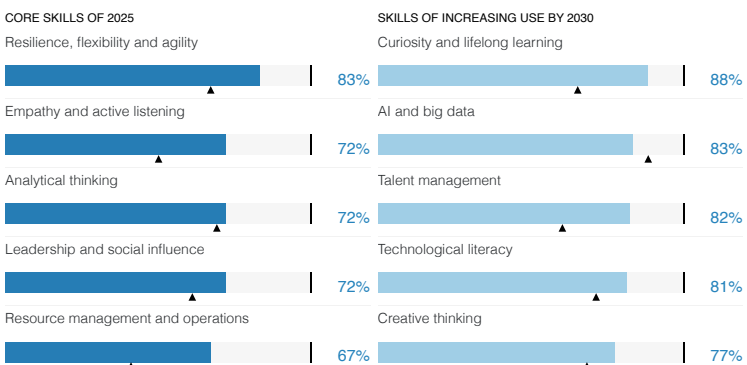 CORE SKILLS OF 2025
Resilience, flexibility and agility
83%
Empathy and active listening
72%
Analytical thinking
72%
Leadership and social influence
72%
Resource management and operations
67%
SKILLS OF INCREASING USE BY 2030
Curiosity and lifelong learning
88%
AI and big data
83%
Talent management
82%
Technological literacy
81%
Creative thinking
77%